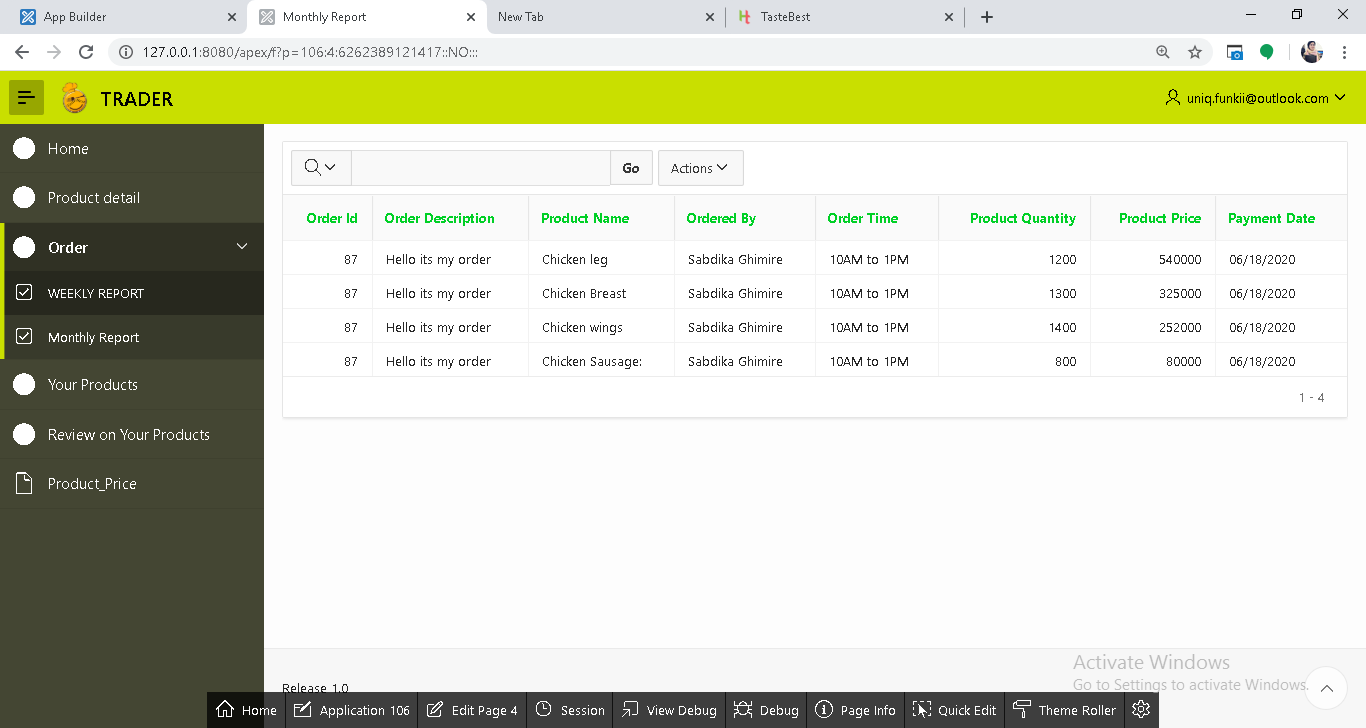 App Builder Monthly Report New Tab TasteBest
127.0.0.1:8080/apex/f?p=106:4:6262389121417::NO:::
TRADER uniq.funkii@outlook.com
Home
Product detail
Order
WEEKLY REPORT
Monthly Report
Your Products
Review on Your Products
Product_Price
Go Actions
Order Id Order Description Product Name Ordered By Order Time Product Quantity Product Price Payment Date
87 Hello its my order Chicken leg Sabdika Ghimire 10AM to 1PM 1200 540000 06/18/2020
87 Hello its my order Chicken Breast Sabdika Ghimire 10AM to 1PM 1300 325000 06/18/2020
87 Hello its my order Chicken wings Sabdika Ghimire 10AM to 1PM 1400 252000 06/18/2020
87 Hello its my order Chicken Sausage: Sabdika Ghimire 10AM to 1PM 800 80000 06/18/2020
1 - 4
Activate Windows
Go to Settings to activate Windows.
Release 1.0
Home Application 106 Edit Page 4 Session View Debug Debug Page Info Quick Edit Theme Roller